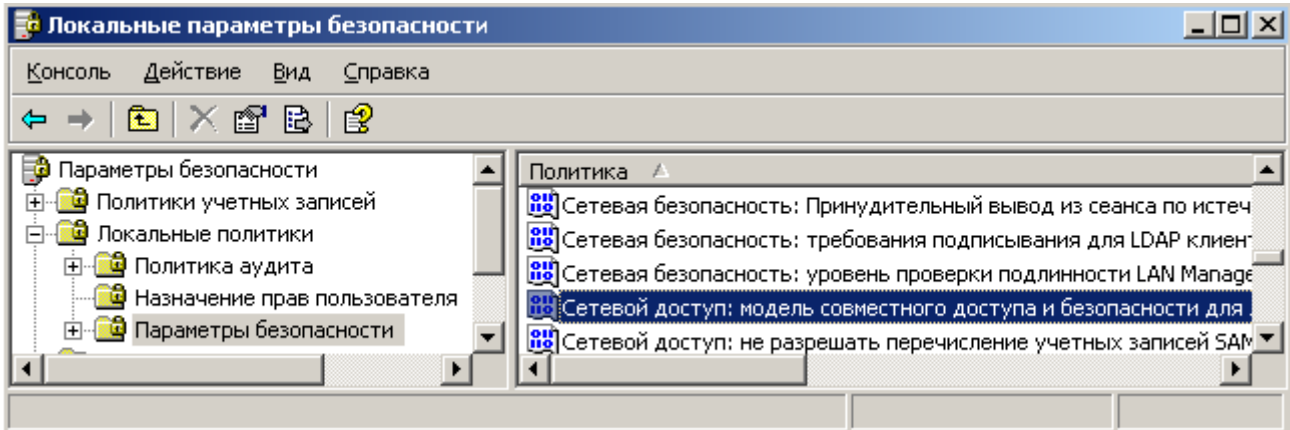 Локальные параметры безопасности
Консоль Действие Вид Справка
Параметры безопасности
Политики учетных записей
Локальные политики
Политика аудита
Назначение прав пользователя
Параметры безопасности
Политика
Сетевая безопасность: Принудительный вывод из сеанса по истеч
Сетевая безопасность: требования подписывания для LDAP клиент
Сетевая безопасность: уровень проверки подлинности LAN Manage
Сетевой доступ: модель совместного доступа и безопасности для
Сетевой доступ: не разрешать перечисление учетных записей SAM